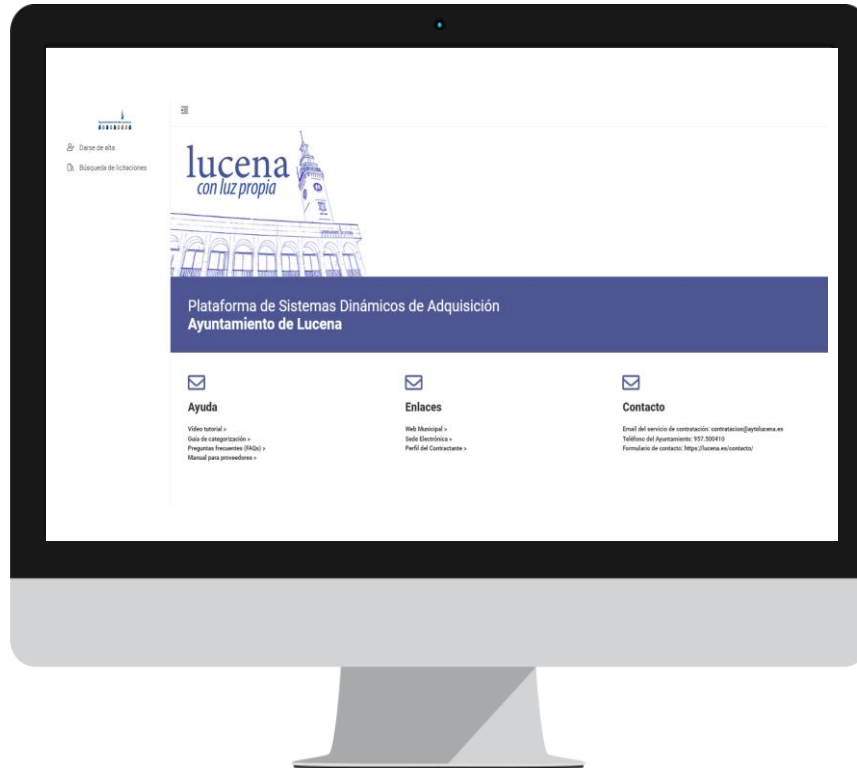 Darse de alta
Búsqueda de licitaciones
lucena
con luz propia
Plataforma de Sistemas Dinámicos de Adquisición
Ayuntamiento de Lucena
Ayuda
Vídeo tutorial »
Guía de categorización »
Preguntas frecuentes (FAQs) »
Manual para proveedores »
Enlaces
Web Municipal »
Sede Electrónica »
Perfil del Contractante »
Contacto
Email del servicio de contratación: contratacion@aytolucena.es
Teléfono del Ayuntamiento: 957.500410
Formulario de contacto: https://lucena.es/contacto/